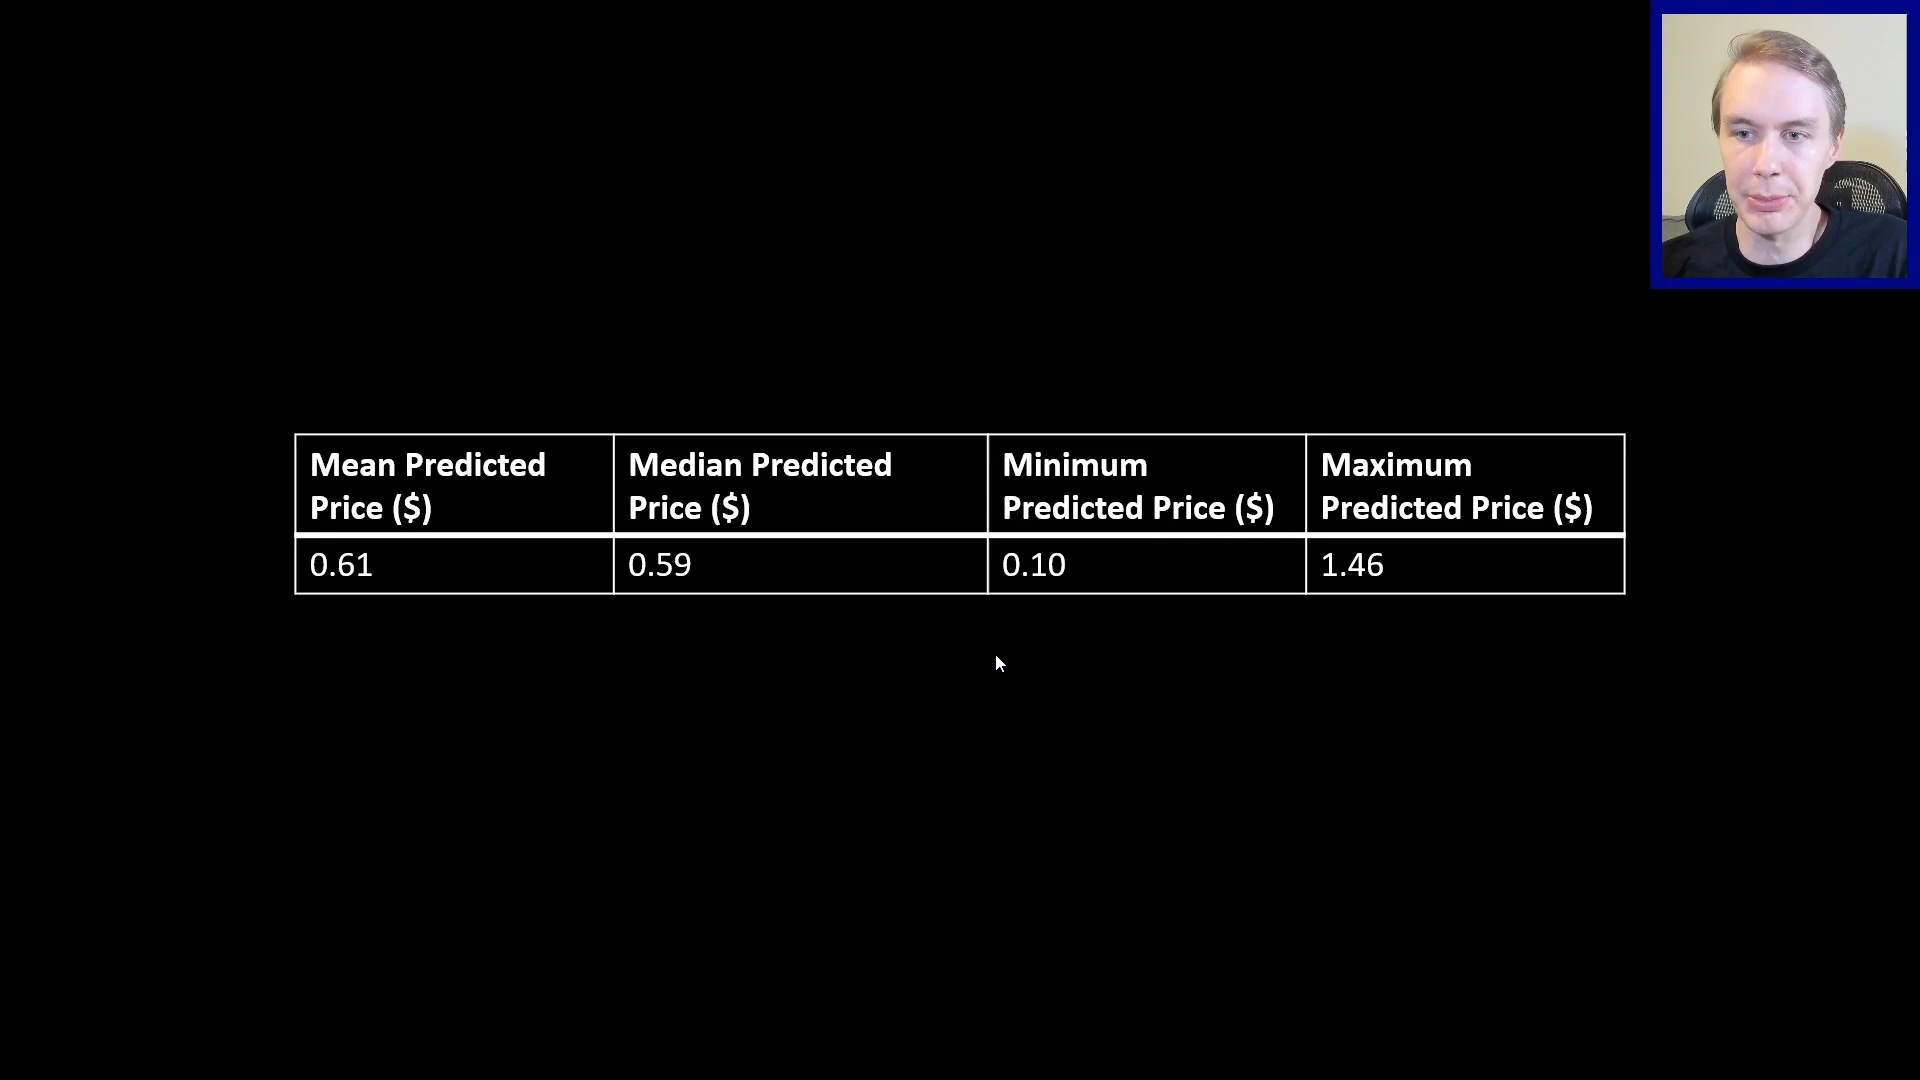 Mean Predicted
Price ($)
Median Predicted
Price ($)
Minimum
Predicted Price ($)
Maximum
Predicted Price ($)
0.61
0.59
0.10
1.46